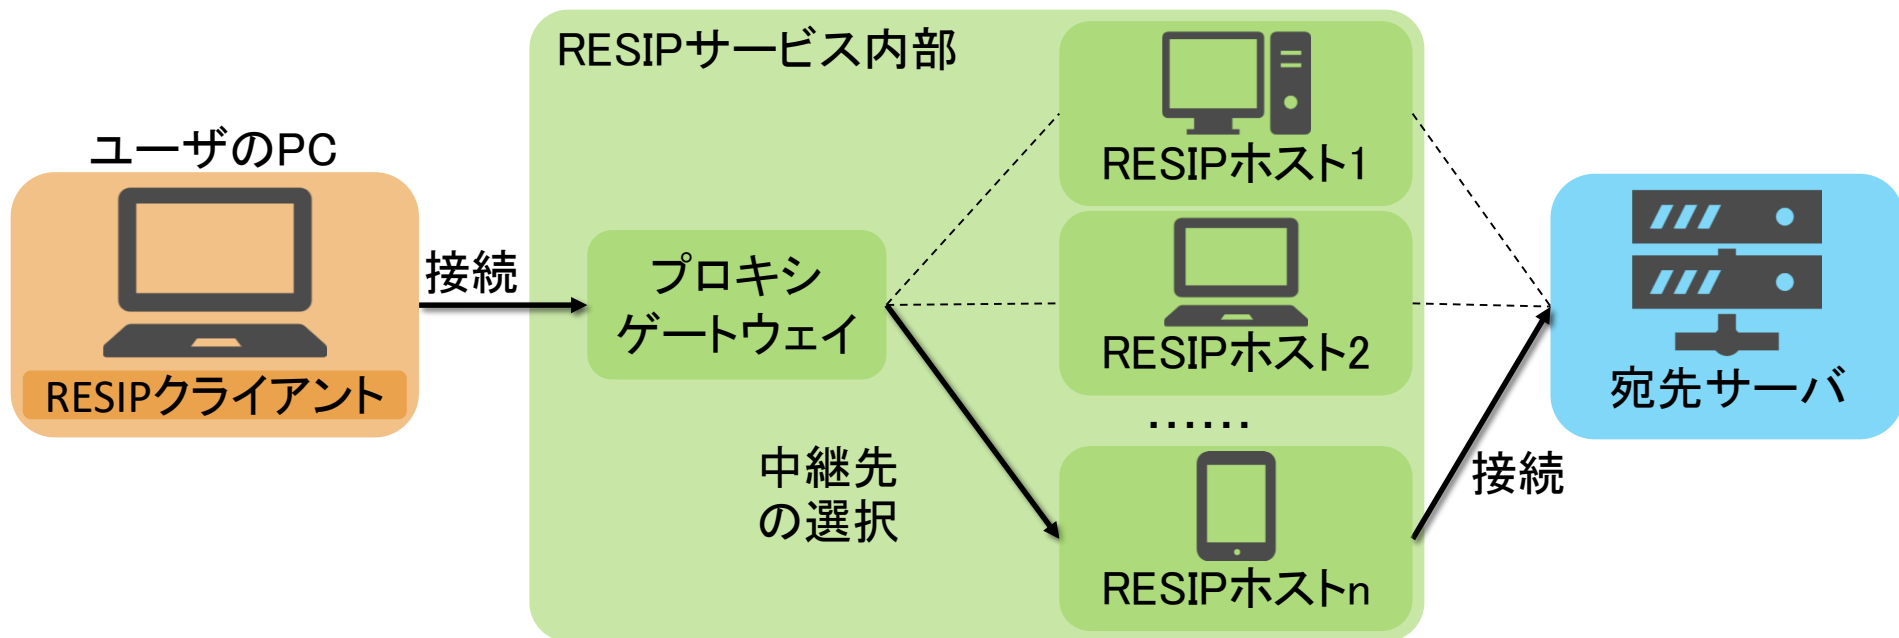 RESIPサービス内部
ユーザのPC
RESIPクライアント
接続
プロキシ
ゲートウェイ
中継先
の選択
RESIPホスト1
RESIPホスト2
......
RESIPホストn
接続
宛先サーバ